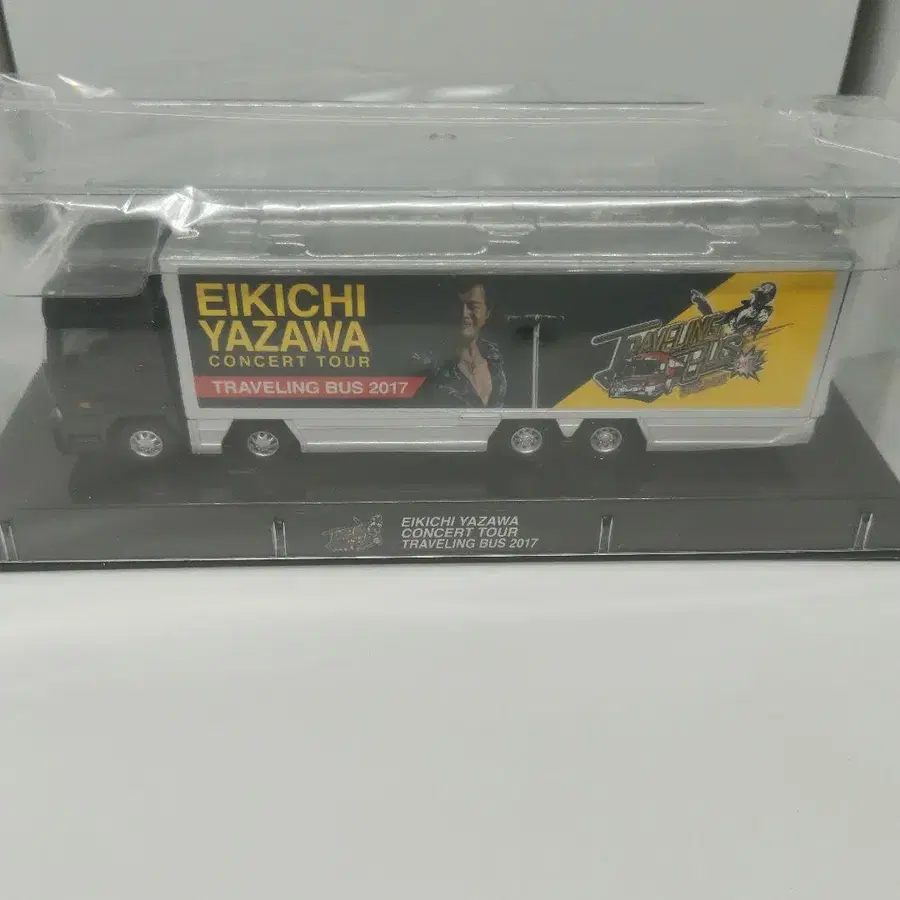 EIKICHI
YAZAWA
CONCERT TOUR
TRAVELING BUS 2017
TRAVELING
BUS
EIKICHI YAZAWA
CONCERT TOUR
TRAVELING BUS 2017